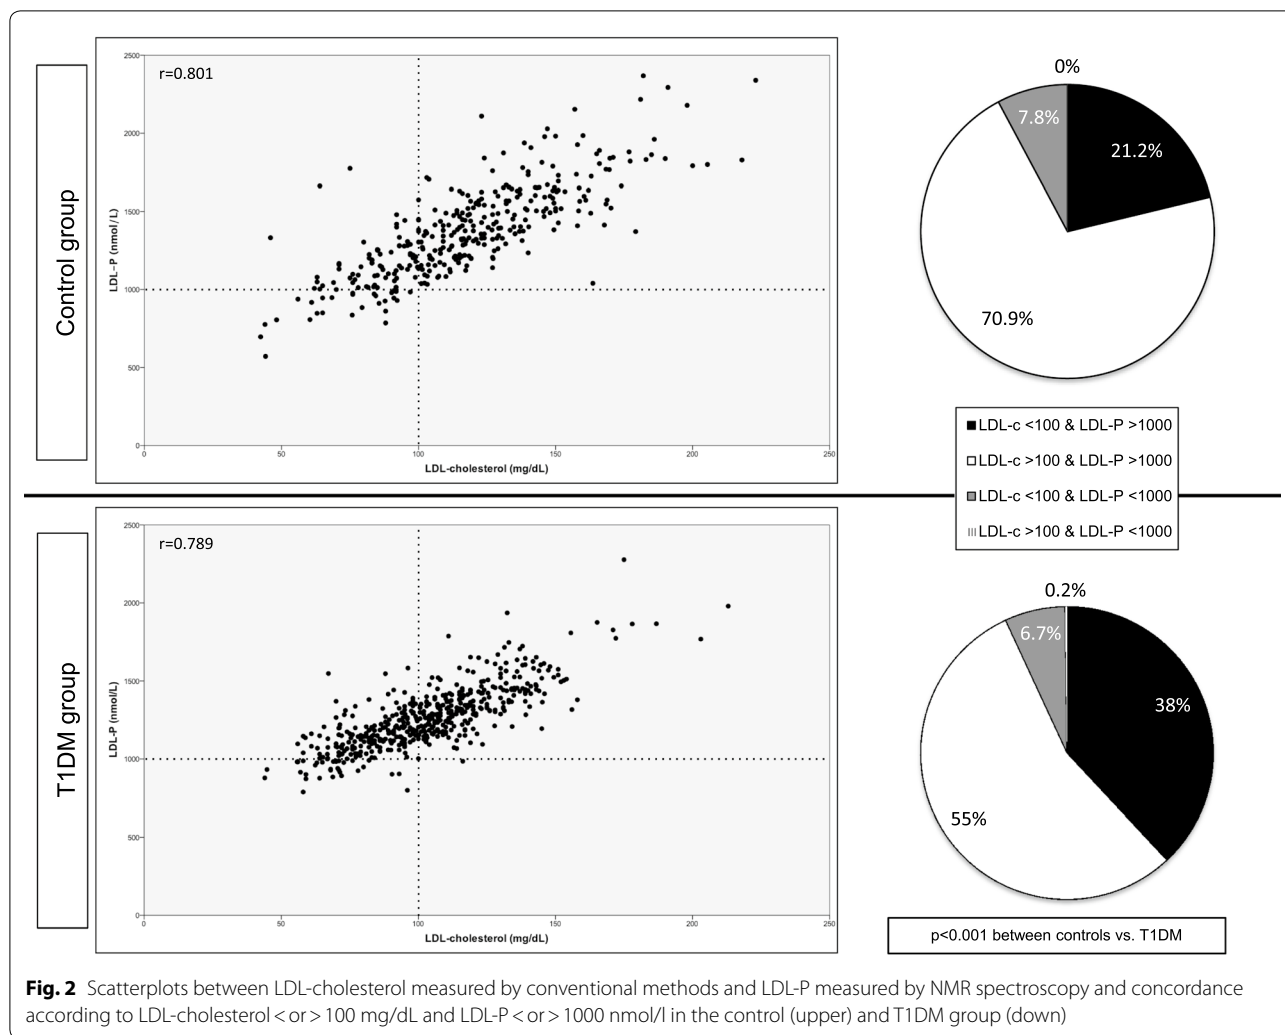 Control group
r=0.801
LDL-P (nmol/L)
2500
2000
1500
1000
500
0
0 50 100 150 200 250
LDL-cholesterol (mg/dL)
0%
7.8%
21.2%
70.9%
LDL-c <100 & LDL-P >1000
LDL-c >100 & LDL-P >1000
LDL-c <100 & LDL-P <1000
LDL-c >100 & LDL-P <1000
T1DM group
r=0.789
LDL-P (nmol/L)
2500
2000
1500
1000
500
0
0 50 100 150 200 250
LDL-cholesterol (mg/dL)
0.2%
6.7%
38%
55%
p<0.001 between controls vs. T1DM
Fig. 2 Scatterplots between LDL-cholesterol measured by conventional methods and LDL-P measured by NMR spectroscopy and concordance
according to LDL-cholesterol < or > 100 mg/dL and LDL-P < or > 1000 nmol/l in the control (upper) and T1DM group (down)